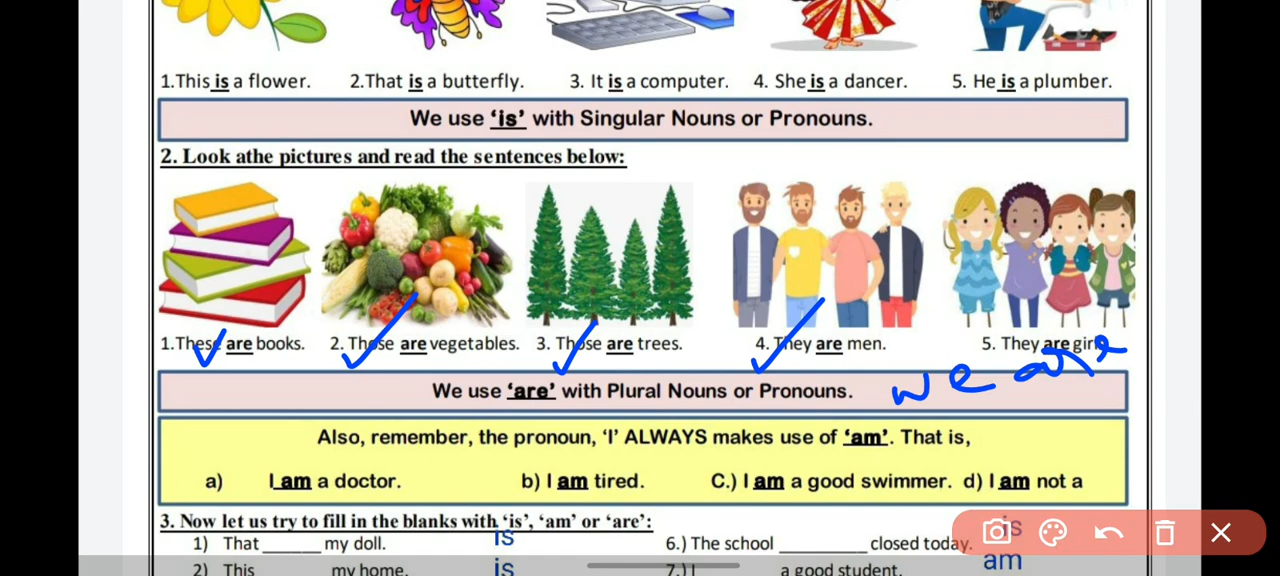 1.This is a flower. 2.That is a butterfly. 3. It is a computer. 4. She is a dancer. 5. He is a plumber.
We use ‘is’ with Singular Nouns or Pronouns.
2. Look athe pictures and read the sentences below:
1.These are books. 2. Those are vegetables. 3. Those are trees. 4. They are men. 5. They are girls
we are
We use ‘are’ with Plural Nouns or Pronouns.
Also, remember, the pronoun, ‘I’ ALWAYS makes use of ‘am’. That is,
a) I am a doctor. b) I am tired. C.) I am a good swimmer. d) I am not a
3. Now let us try to fill in the blanks with ‘is’, ‘am’ or ‘are’:
1) That ______ my doll. is 6.) The school _________ closed today. is
2) This my home. is 7.) I a good student. am